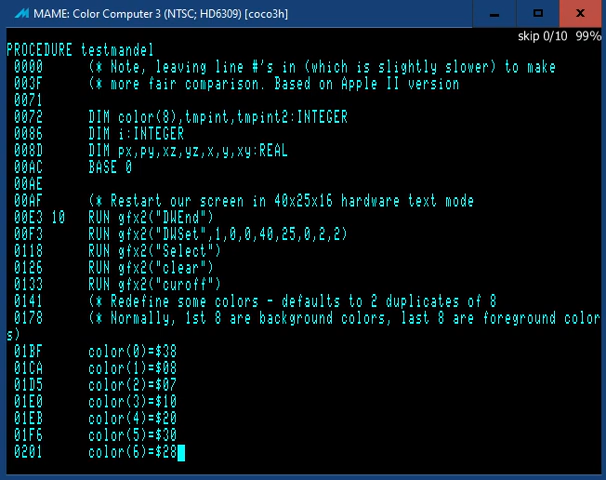 MAME: Color Computer 3 (NTSC; HD6309) [coco3h]
skip 0/10 99%
PROCEDURE testmandel
0000 (* Note, leaving line #'s in (which is slightly slower) to make
003F (* more fair comparison. Based on Apple II version
0071
0072 DIM color(8),tmpint,tmpint2:INTEGER
0086 DIM i:INTEGER
008D DIM px,py,xz,yz,x,y,xy:REAL
00AC BASE 0
00AE
00AF (* Restart our screen in 40x25x16 hardware text mode
00E3 10 RUN gfx2("DWEnd")
00F3 RUN gfx2("DWSet",1,0,0,40,25,0,2,2)
0118 RUN gfx2("Select")
0126 RUN gfx2("clear")
0133 RUN gfx2("curoff")
0141 (* Redefine some colors - defaults to 2 duplicates of 8
0178 (* Normally, 1st 8 are background colors, last 8 are foreground color
s)
01BF color(0)=$38
01CA color(1)=$08
01D5 color(2)=$07
01E0 color(3)=$10
01EB color(4)=$20
01F6 color(5)=$30
0201 color(6)=$28